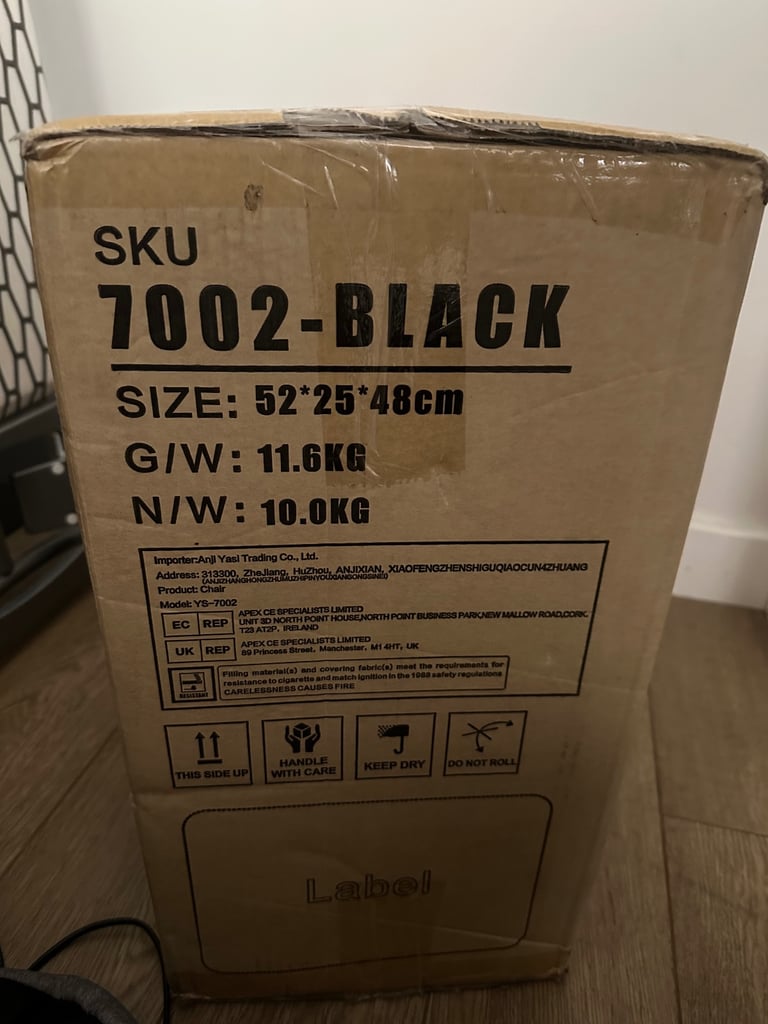 SKU
7002-BLACK
SIZE: 52*25*48cm
G/W: 11.6KG
N/W: 10.0KG
Importer:Anji Yasi Trading Co., Ltd.
Address: 313300, ZheJiang, HuZhou, ANJIXIAN, XIAOFENGZHENSHIGUQIAOCUN4ZHUANG
Product: Chair
Model: YS-7002
EC REP
APEX CE SPECIALISTS LIMITED
UNIT 3D NORTH POINT HOUSE,NORTH POINT BUSINESS PARK,NEW MALLOW ROAD,CORK.
T23 AT2P, IRELAND
UK REP
APEX CE SPECIALISTS LIMITED
89 Princess Street, Manchester, M1 4HT, UK
RESISTANT
Filling material(s) and covering fabric(s) meet the requirements for
resistance to cigarette and match ignition in the 1988 safety regulations
CARELESSNESS CAUSES FIRE
THIS SIDE UP
HANDLE
WITH CARE
KEEP DRY
DO NOT ROLL
Label